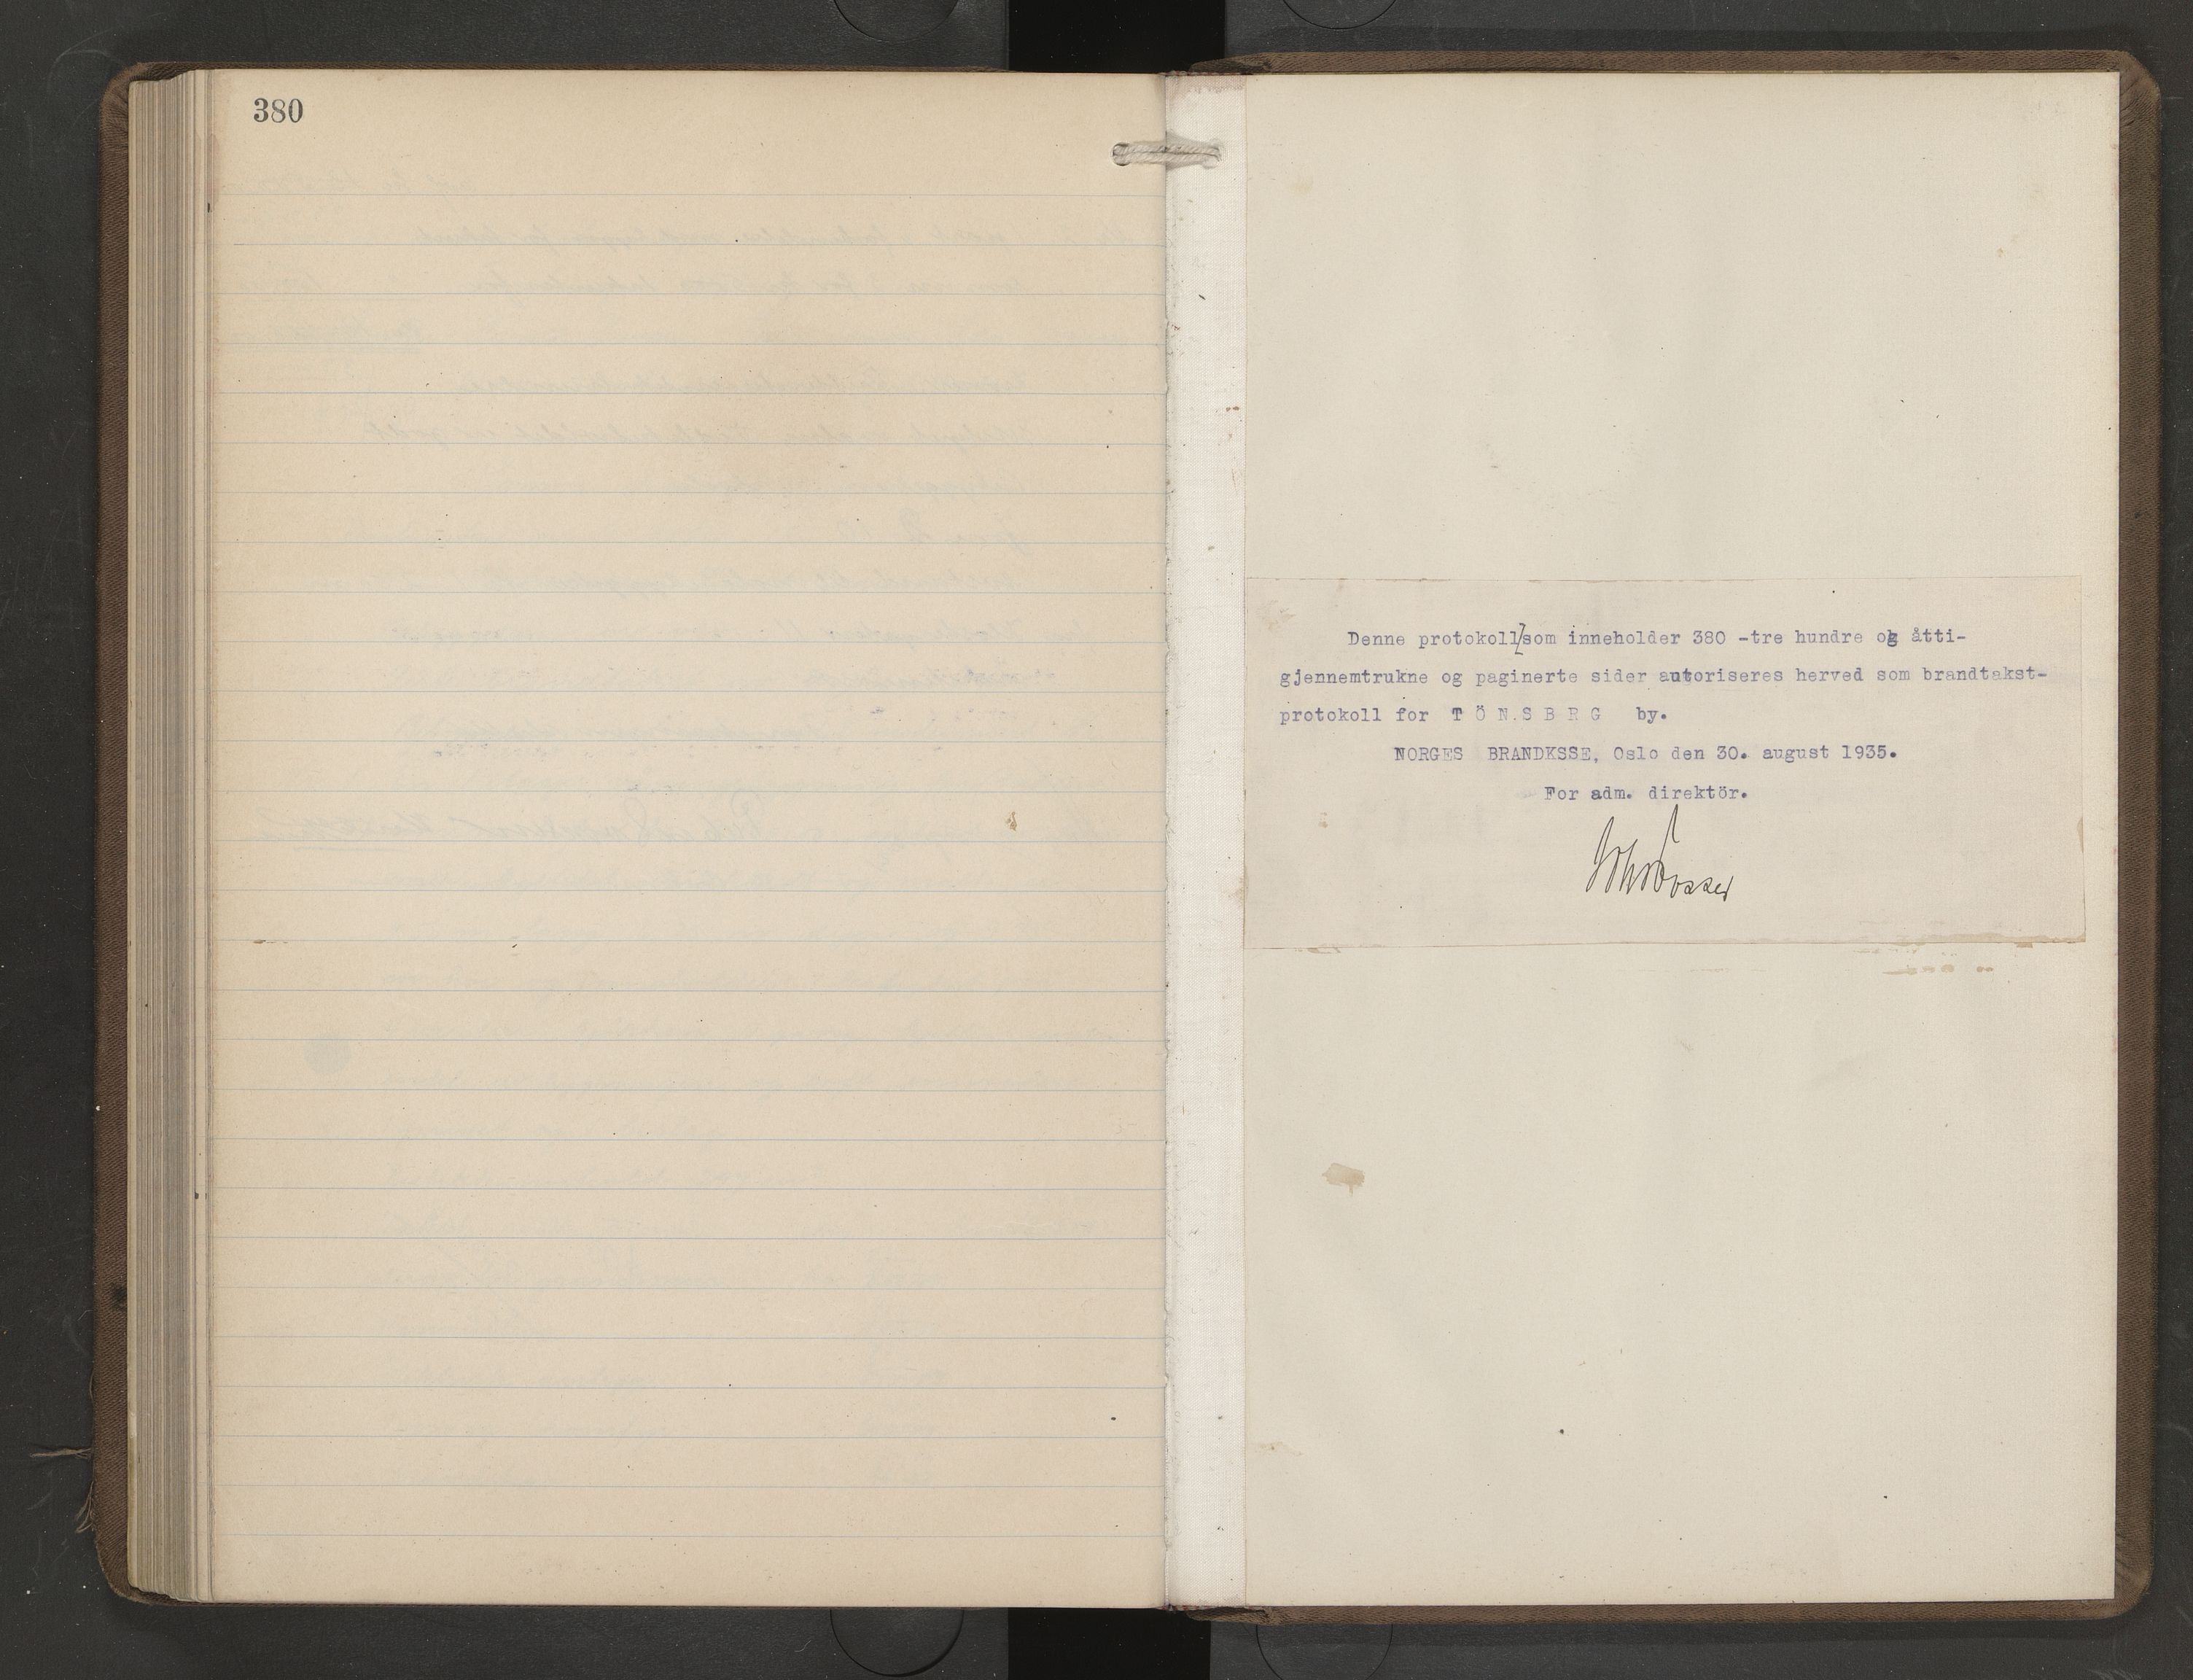 380
Denne protokoll som inneholder 380 -tre hundre og åtti-
gjennemtrukne og paginerte sider autoriseres herved som brandtakst-
protokoll for T Ö N.S B R G by.
NORGES BRANDKSSE, Oslo den 30. august 1935.
For adm. direktör.